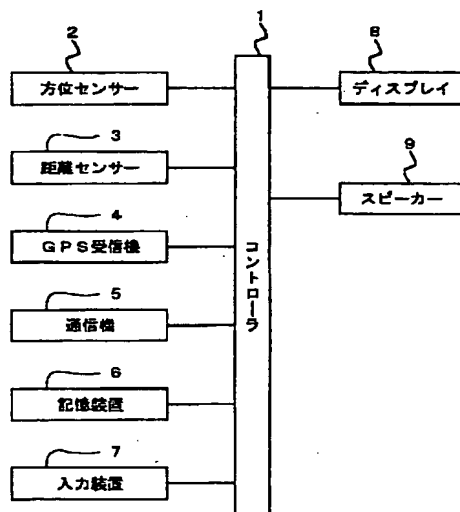 1
2
8
方位センサー
ディスプレイ
3
9
距離センサー
スピーカー
4
GPS受信機
コントローラ
5
通信機
6
記憶装置
7
入力装置